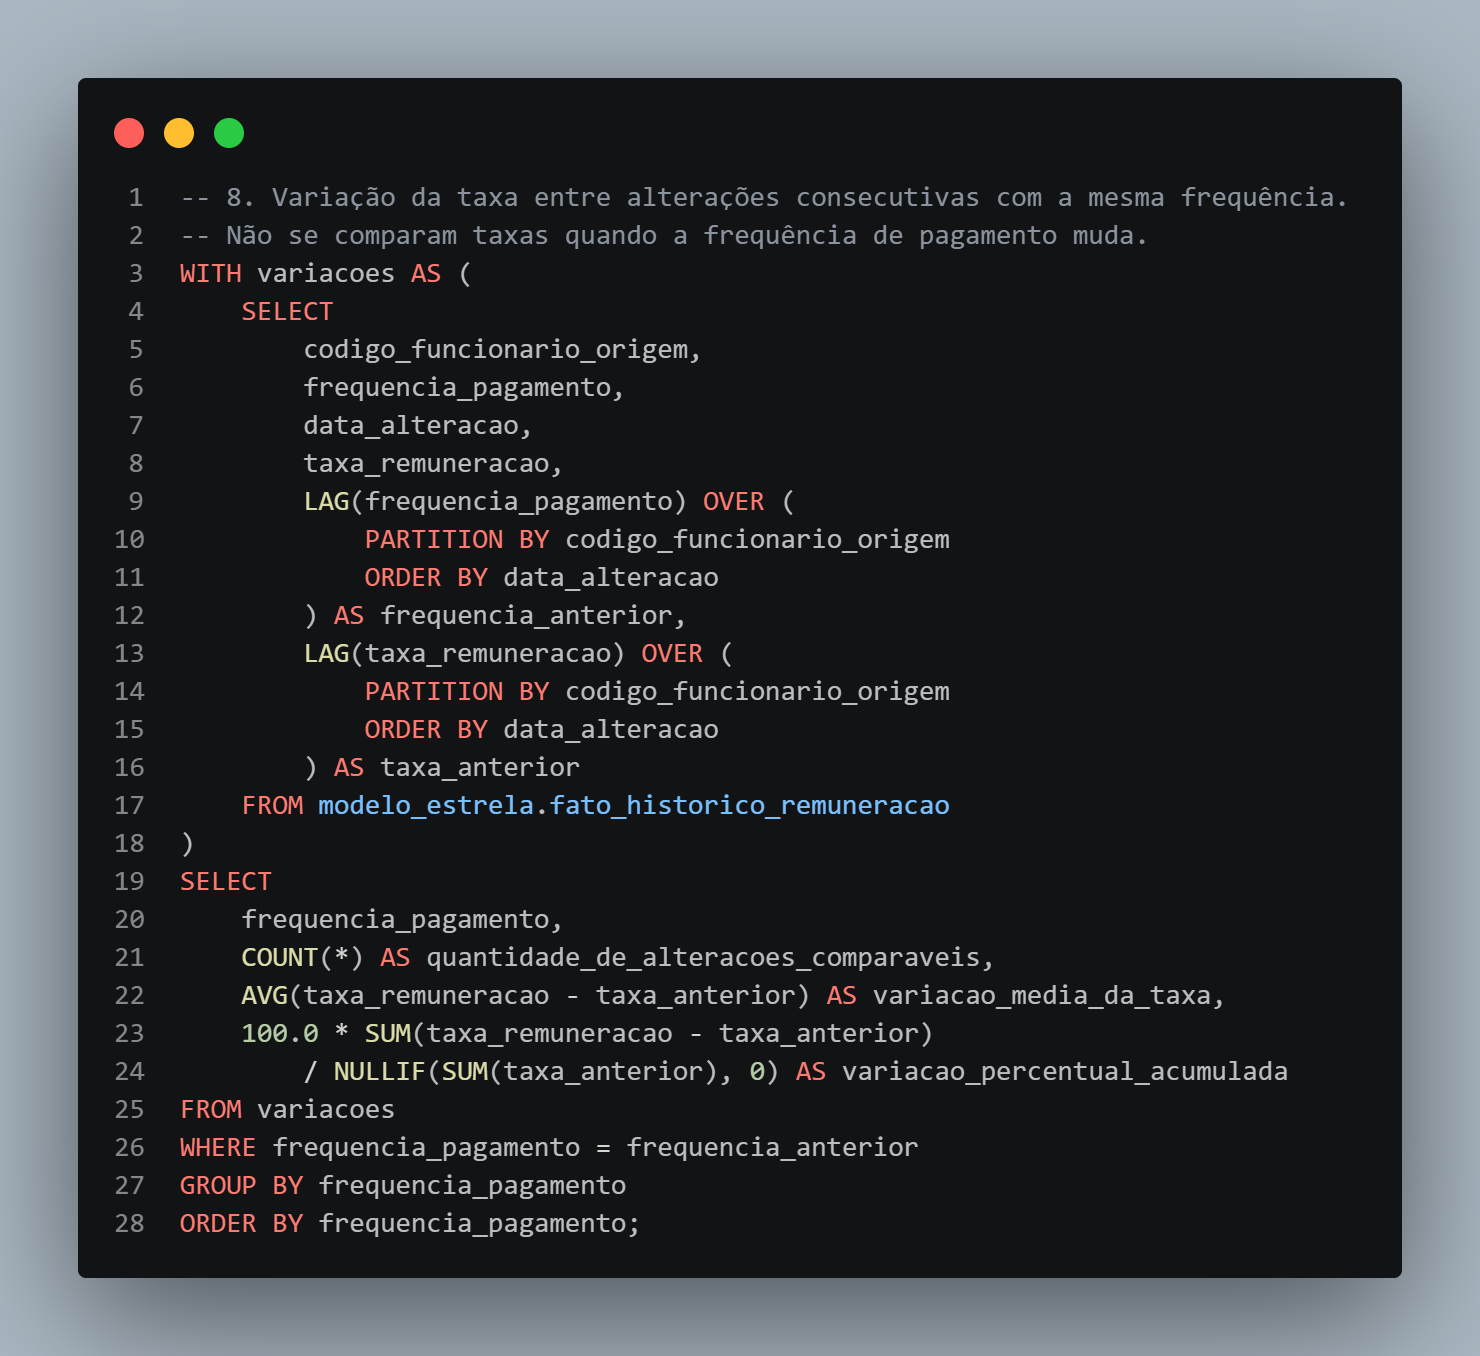 1 -- 8. Variação da taxa entre alterações consecutivas com a mesma frequência.
2 -- Não se comparam taxas quando a frequência de pagamento muda.
3 WITH variacoes AS (
4     SELECT
5         codigo_funcionario_origem,
6         frequencia_pagamento,
7         data_alteracao,
8         taxa_remuneracao,
9         LAG(frequencia_pagamento) OVER (
10             PARTITION BY codigo_funcionario_origem
11             ORDER BY data_alteracao
12         ) AS frequencia_anterior,
13         LAG(taxa_remuneracao) OVER (
14             PARTITION BY codigo_funcionario_origem
15             ORDER BY data_alteracao
16         ) AS taxa_anterior
17     FROM modelo_estrela.fato_historico_remuneracao
18 )
19 SELECT
20     frequencia_pagamento,
21     COUNT(*) AS quantidade_de_alteracoes_comparaveis,
22     AVG(taxa_remuneracao - taxa_anterior) AS variacao_media_da_taxa,
23     100.0 * SUM(taxa_remuneracao - taxa_anterior)
24         / NULLIF(SUM(taxa_anterior), 0) AS variacao_percentual_acumulada
25 FROM variacoes
26 WHERE frequencia_pagamento = frequencia_anterior
27 GROUP BY frequencia_pagamento
28 ORDER BY frequencia_pagamento;